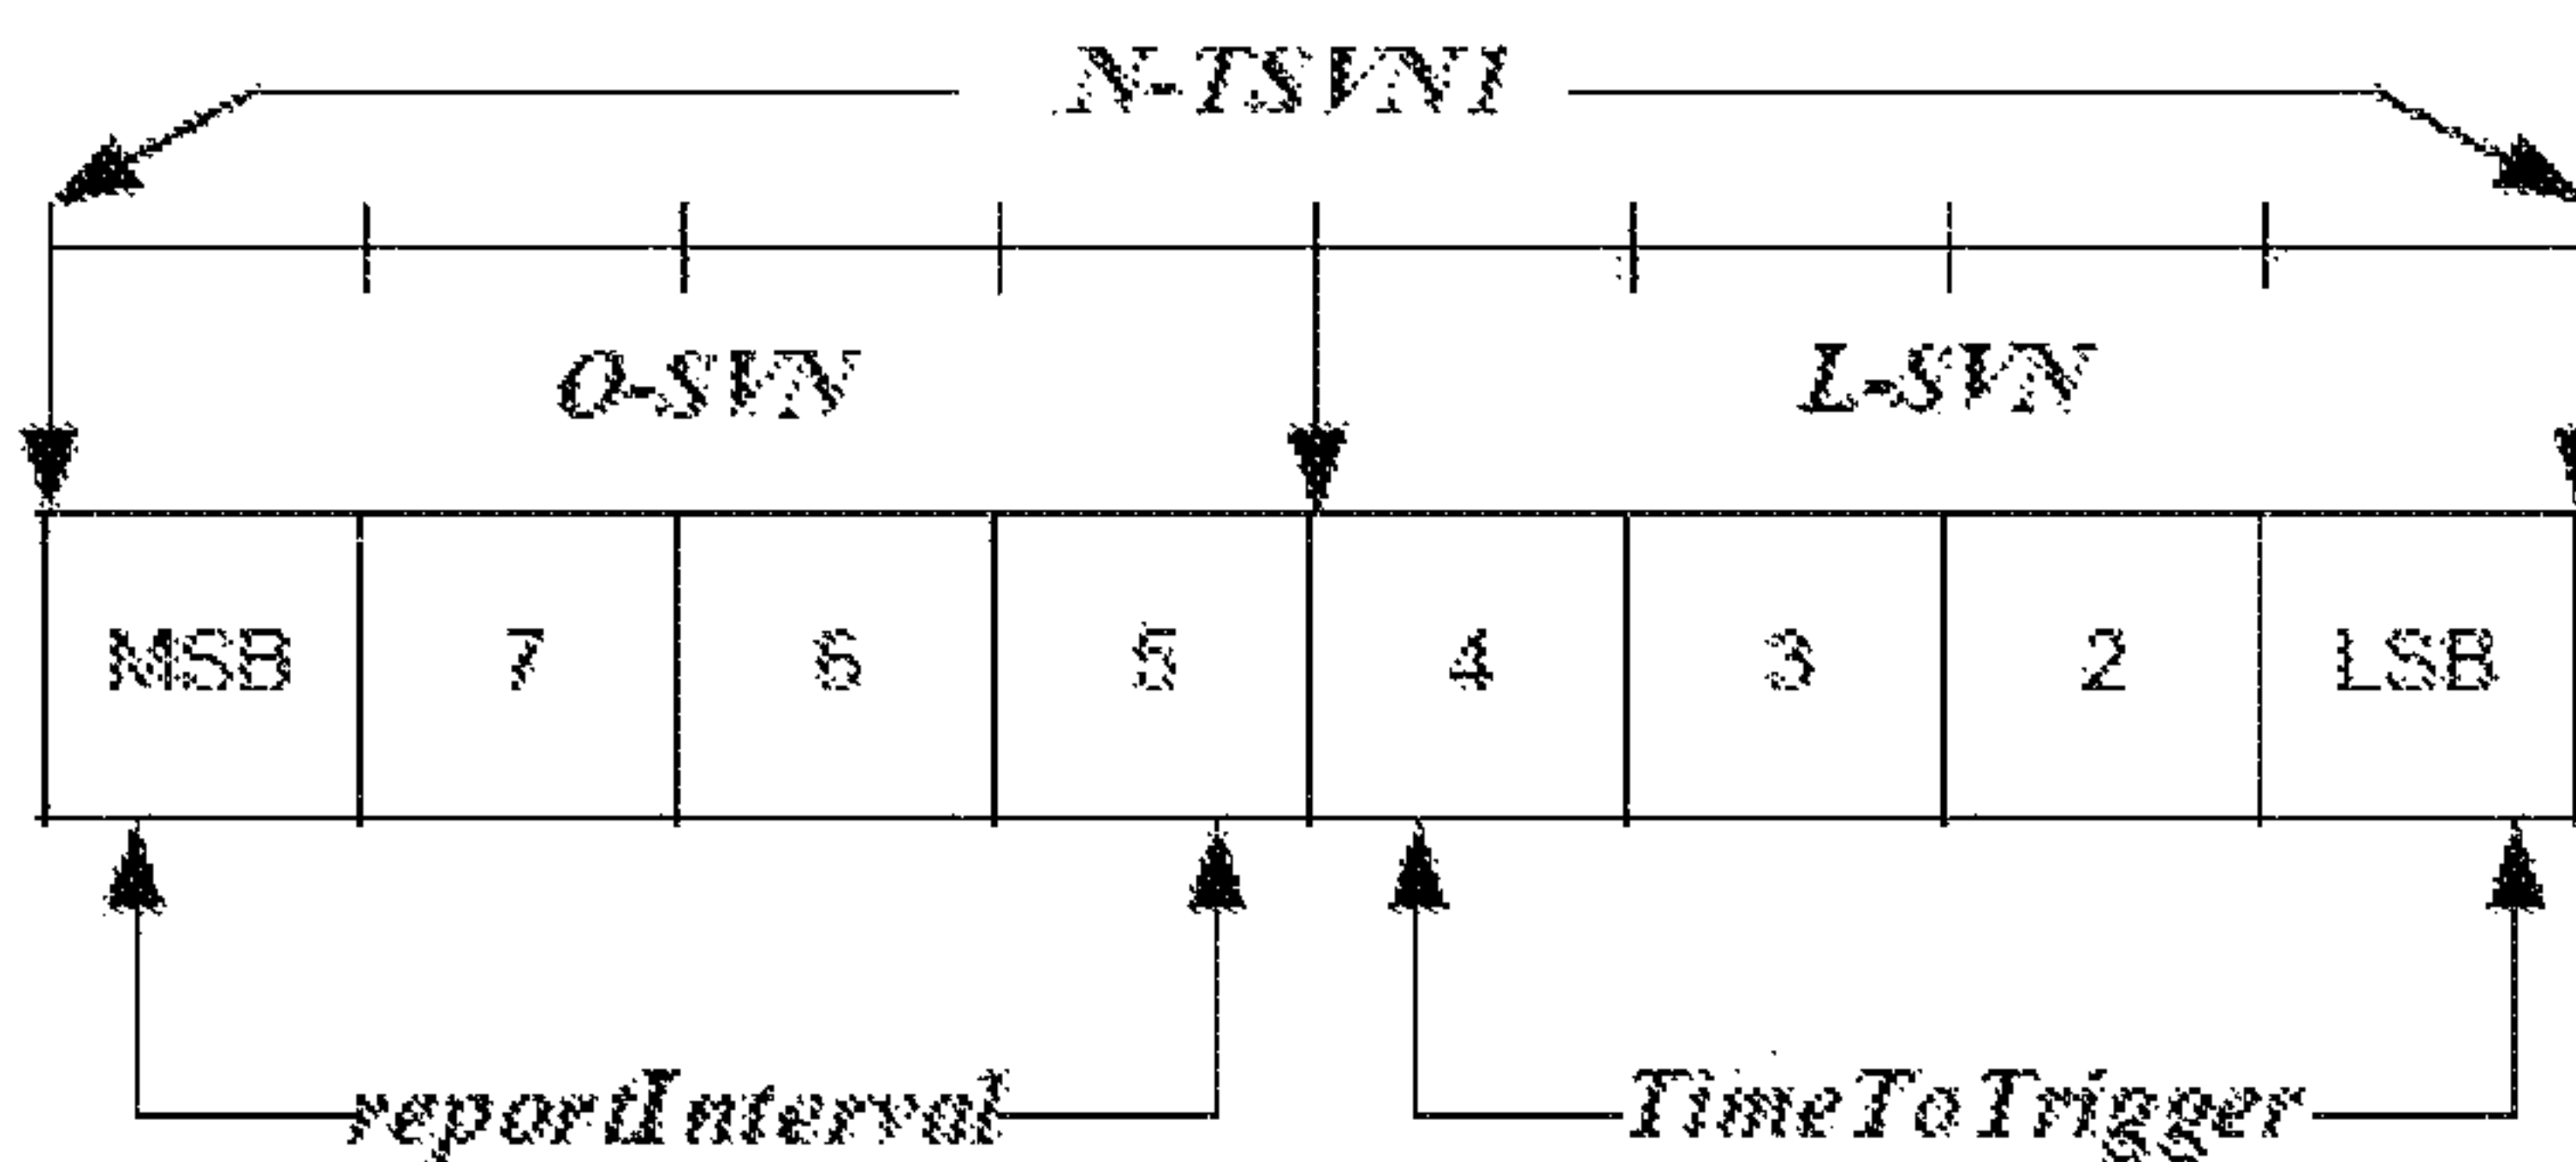 N-TSVNI
O-SVN L-SVN
MSB 7 6 5 4 3 2 LSB
reportInterval TimeToTrigger